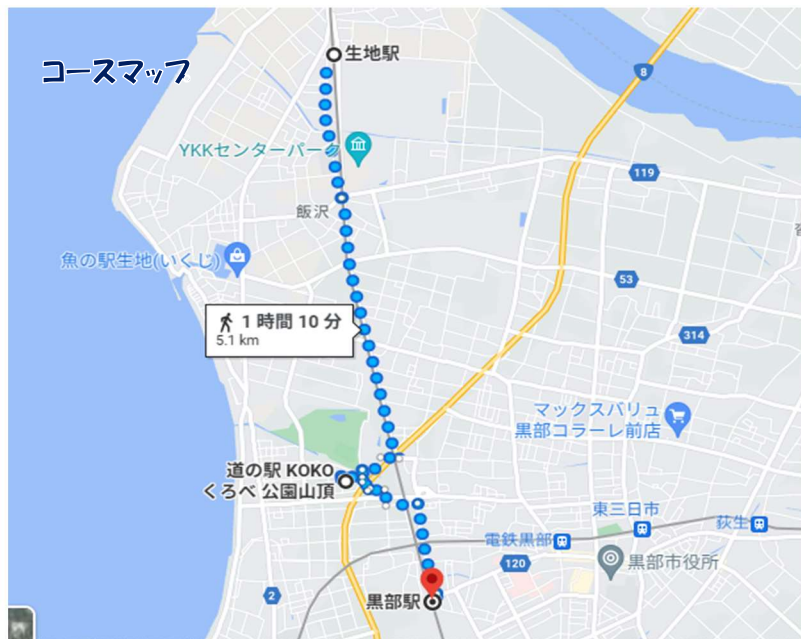 コースマップ
生地駅
8
YKKセンターパーク
119
飯沢
魚の駅生地(いくじ)
53
1 時間 10 分
5.1 km
314
マックスバリュ
黒部コラーレ前店
道の駅 KOKO
くろべ 公園山頂
東三日市
荻生
電鉄黒部
120
黒部市役所
2
黒部駅